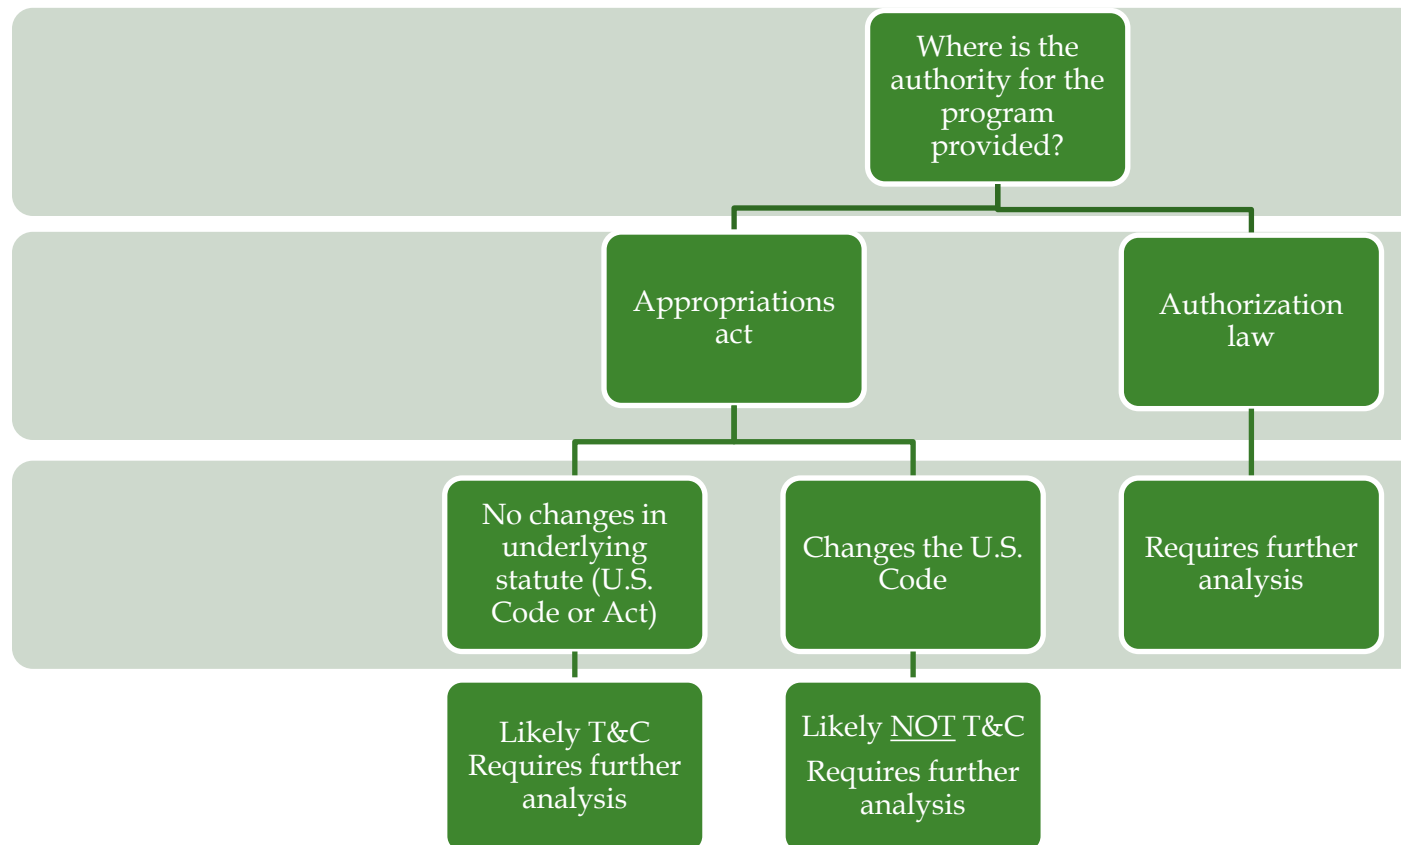 Where is the
authority for the
program
provided?
Appropriations
act
Authorization
law
No changes in
underlying
statute (U.S.
Code or Act)
Changes the U.S.
Code
Requires further
analysis
Likely T&C
Requires further
analysis
Likely NOT T&C
Requires further
analysis